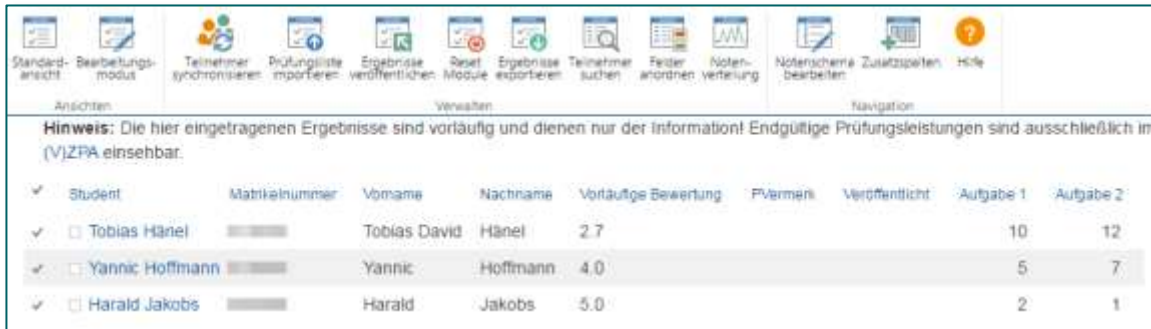 Standard- Bearbeitungs- Teilnehmer Prüfungsliste Ergebnisse Reset Ergebnisse Teilnehmer Felder Noten- Notenschema Zusatzspalten Hilfe
ansicht modus synchronisieren importieren veröffentlichen Module exportieren suchen anordnen verteilung bearbeiten
Ansichten Verwalten Navigation
Hinweis: Die hier eingetragenen Ergebnisse sind vorläufig und dienen nur der Information! Endgültige Prüfungsleistungen sind ausschließlich im
(V)ZPA einsehbar.
Student Matrikelnummer Vorname Nachname Vorläufige Bewertung PVermerk Veröffentlicht Aufgabe 1 Aufgabe 2
Tobias Hänel Tobias David Hänel 2.7 10 12
Yannic Hoffmann Yannic Hoffmann 4.0 5 7
Harald Jakobs Harald Jakobs 5.0 2 1